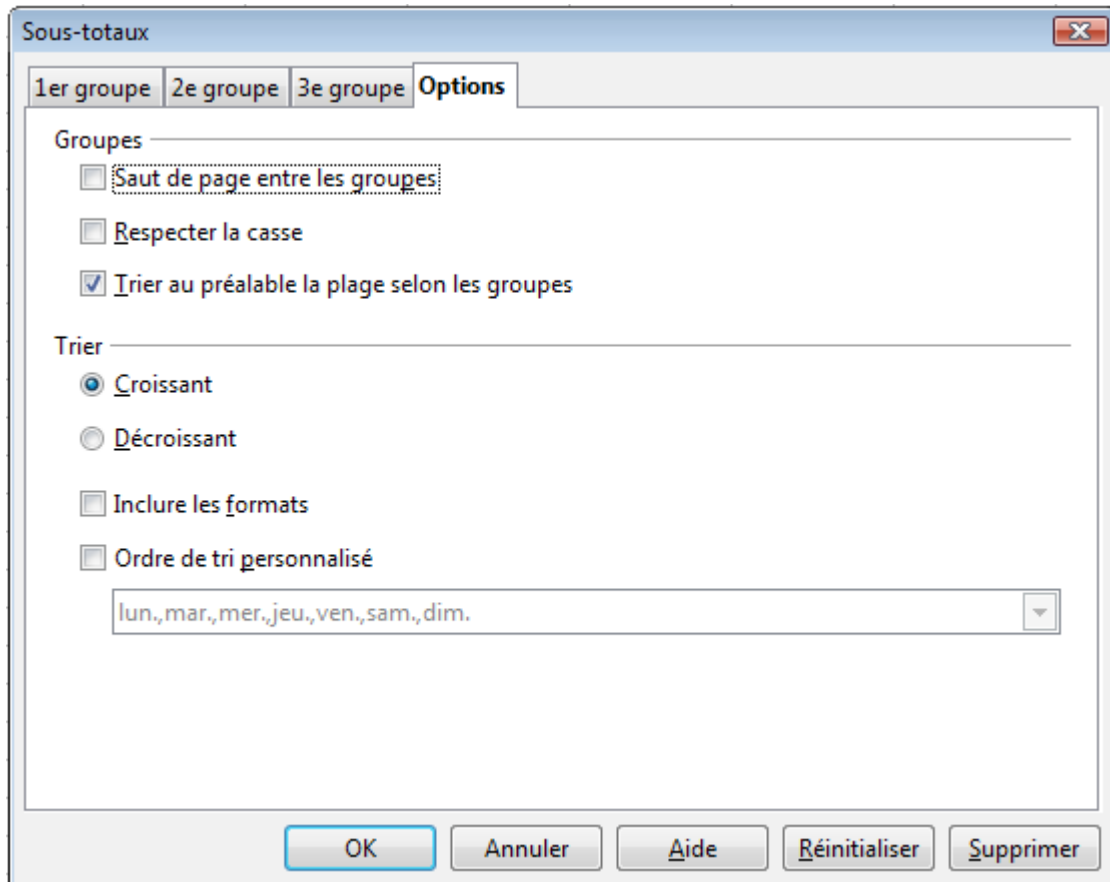 Sous-totaux
1er groupe 2e groupe 3e groupe Options
Groupes
Saut de page entre les groupes
Respecter la casse
Trier au préalable la plage selon les groupes
Trier
Croissant
Décroissant
Inclure les formats
Ordre de tri personnalisé
lun.,mar.,mer.,jeu.,ven.,sam.,dim.
OK Annuler Aide Réinitialiser Supprimer